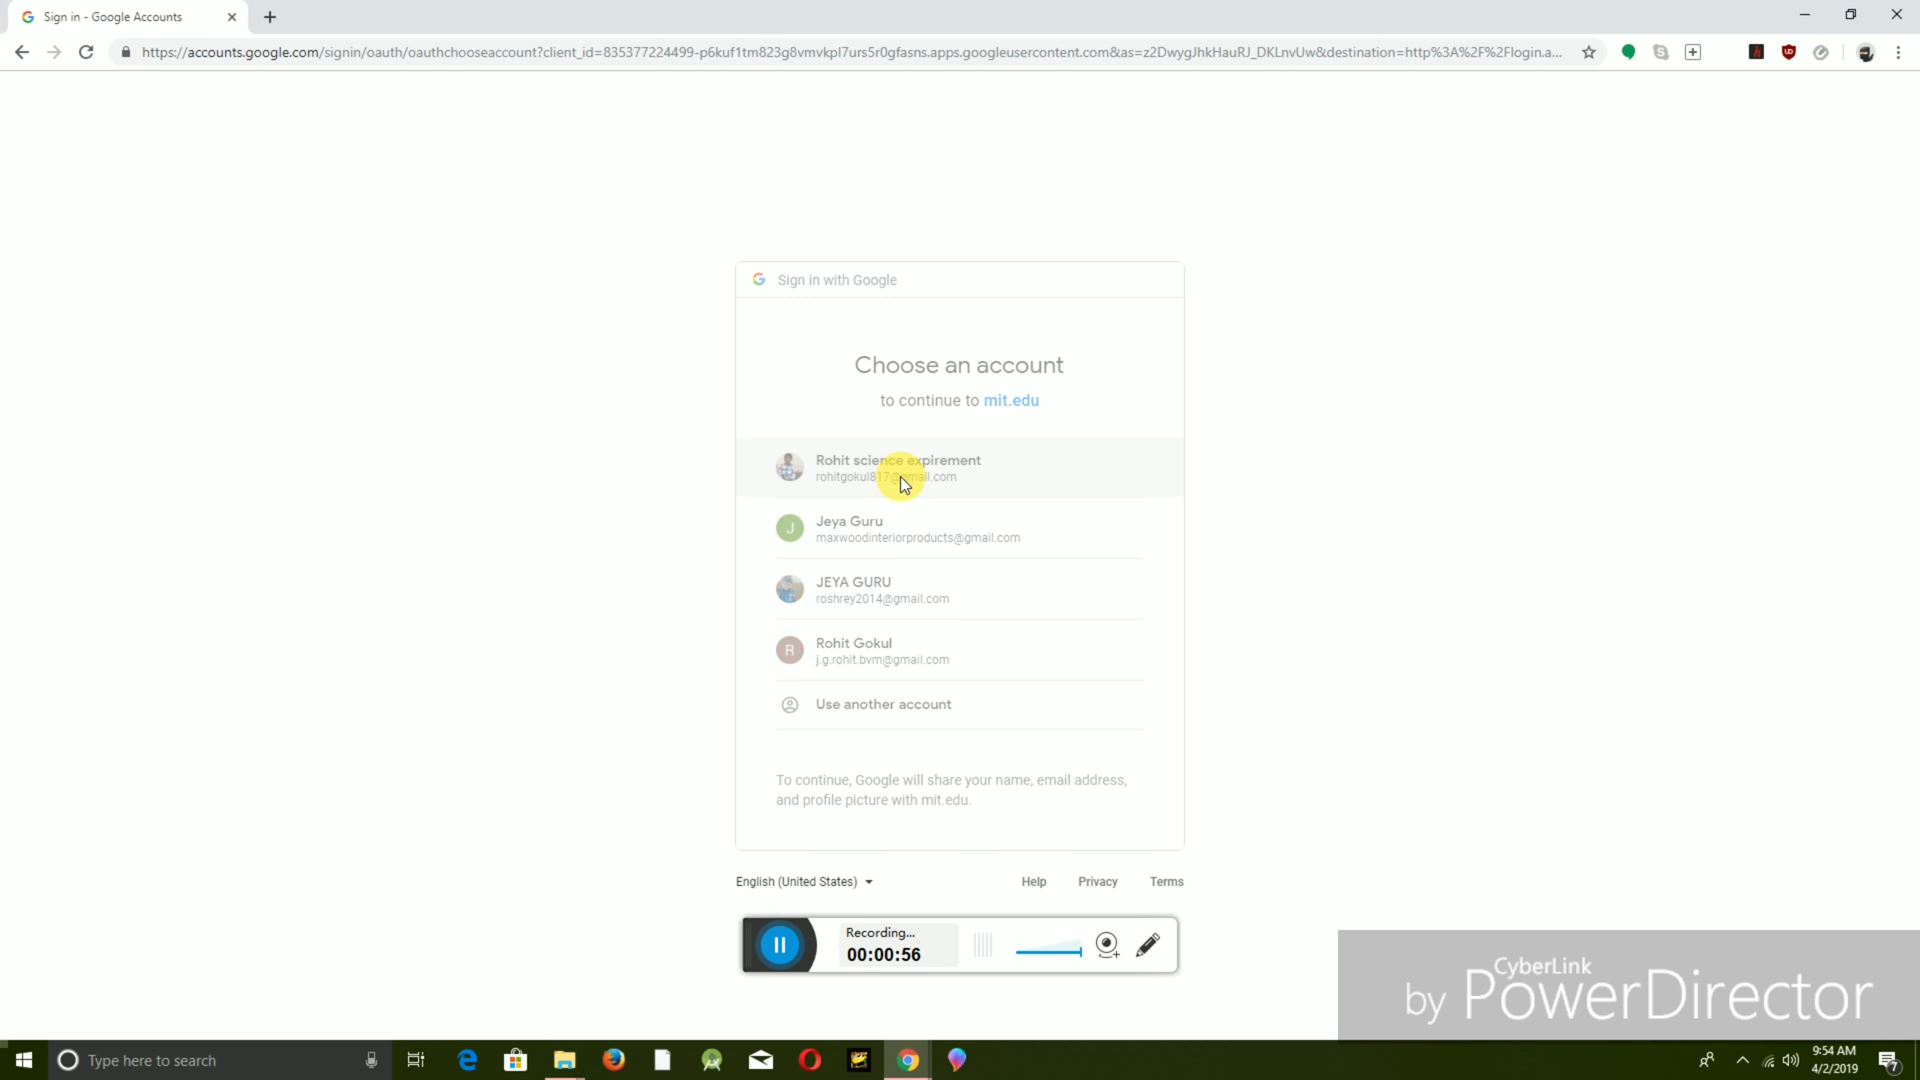 Sign in - Google Accounts
https://accounts.google.com/signin/oauth/oauthchooseaccount?client_id=835377224499-p6kuf1tm823g8vmvkpl7urs5r0gfasns.apps.googleusercontent.com&as=z2DwygJhkHauRJ_DKLnvUw&destination=http%3A%2F%2Flogin.a...
Sign in with Google
Choose an account
to continue to mit.edu
Rohit science expirement
rohitgokul817@gmail.com
J
Jeya Guru
maxwoodinteriorproducts@gmail.com
JEYA GURU
roshrey2014@gmail.com
R
Rohit Gokul
j.g.rohit.bvm@gmail.com
Use another account
To continue, Google will share your name, email address,
and profile picture with mit.edu.
English (United States)
Help
Privacy
Terms
Recording...
00:00:56
CyberLink
by PowerDirector
Type here to search
9:54 AM
4/2/2019
7